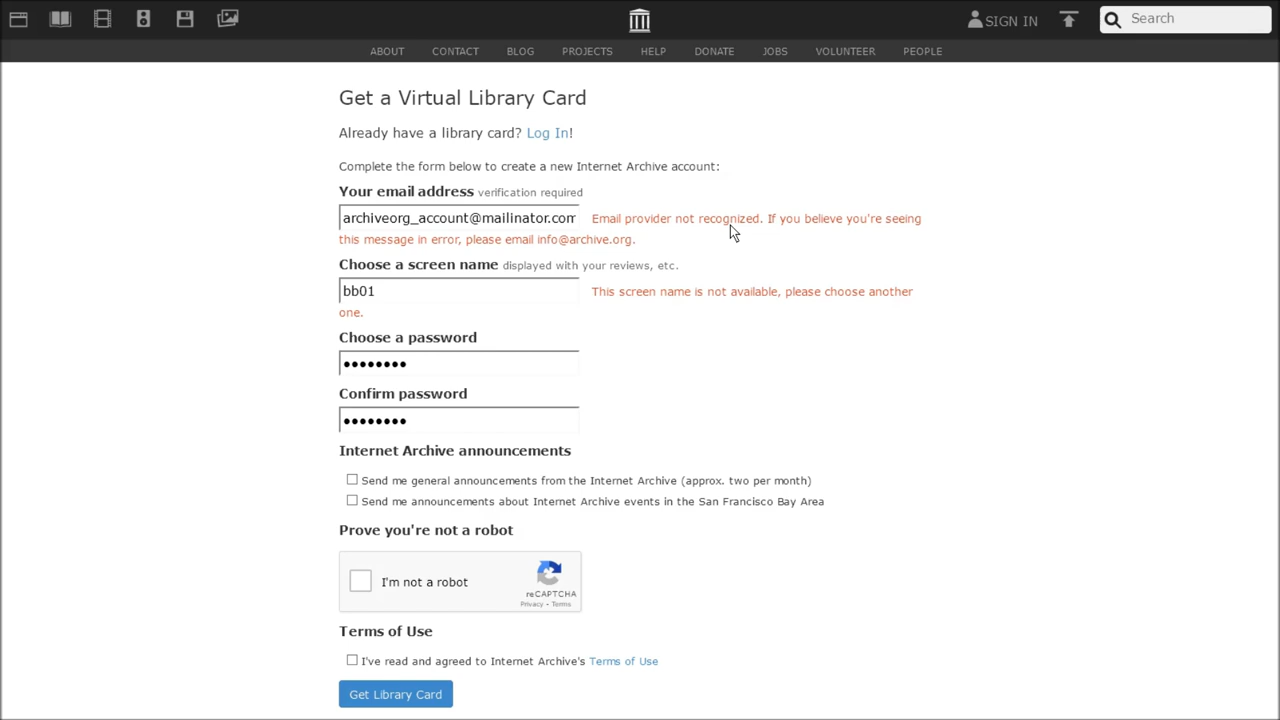 SIGN IN
Search
ABOUT CONTACT BLOG PROJECTS HELP DONATE JOBS VOLUNTEER PEOPLE
Get a Virtual Library Card
Already have a library card? Log In!
Complete the form below to create a new Internet Archive account:
Your email address verification required
archiveorg_account@mailinator.com Email provider not recognized. If you believe you're seeing
this message in error, please email info@archive.org.
Choose a screen name displayed with your reviews, etc.
bb01 This screen name is not available, please choose another
one.
Choose a password
••••••••
Confirm password
••••••••
Internet Archive announcements
Send me general announcements from the Internet Archive (approx. two per month)
Send me announcements about Internet Archive events in the San Francisco Bay Area
Prove you're not a robot
I'm not a robot
reCAPTCHA
Privacy - Terms
Terms of Use
I've read and agreed to Internet Archive's Terms of Use
Get Library Card